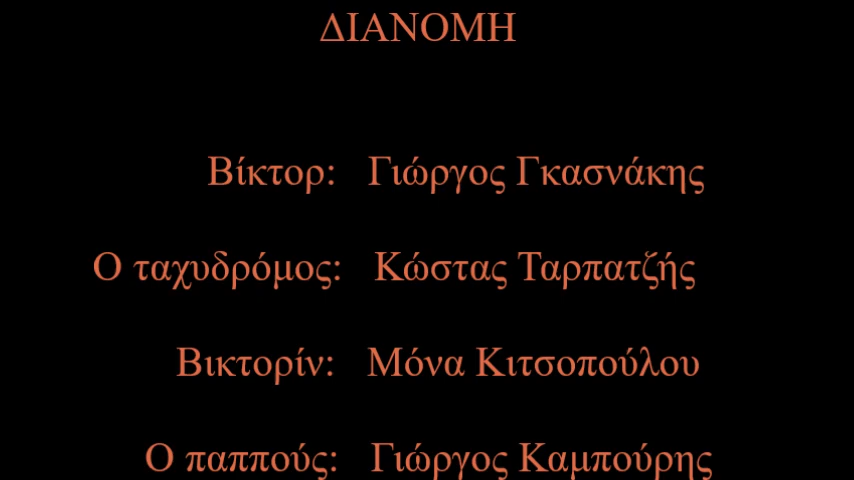 ΔΙΑΝΟΜΗ
Βίκτορ: Γιώργος Γκασνάκης
Ο ταχυδρόμος: Κώστας Ταρπατζής
Βικτορίν: Μόνα Κιτσοπούλου
Ο παππούς: Γιώργος Καμπούρης